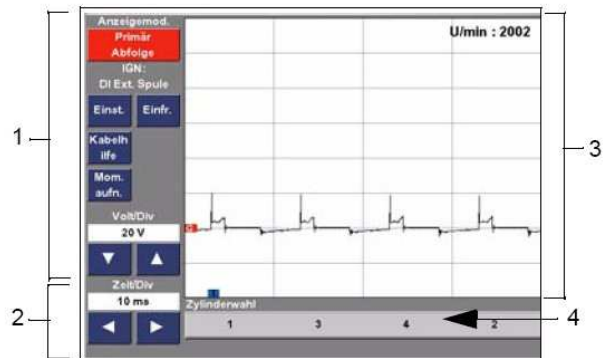 Anzeigemod.
Primär
Abfolge
IGN:
DI Ext. Spule
Einst.
Einfr.
Kabelh
ilfe
Mom.
aufn.
Volt/Div
20 V
Zeit/Div
10 ms
U/min : 2002
Zylinderwahl
1 3 4 2
1
2
3
4